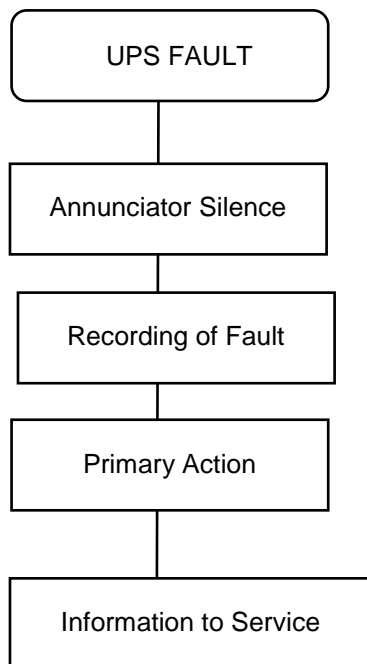 UPS FAULT
Annunciator Silence
Recording of Fault
Primary Action
Information to Service